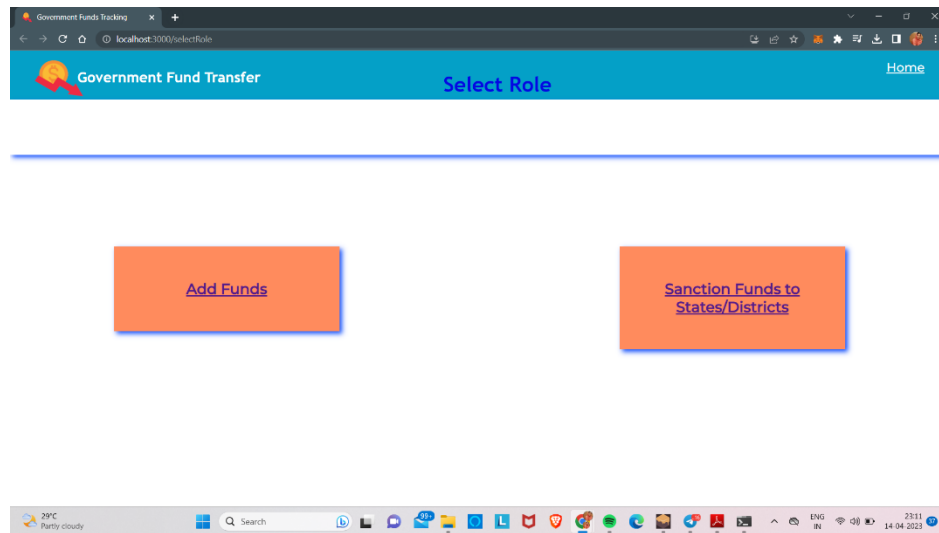 Government Funds Tracking
localhost:3000/selectRole
Government Fund Transfer
Select Role
Home
Add Funds
Sanction Funds to
States/Districts
29°C
Partly cloudy
Search
99+
ENG
IN
23:11
14-04-2023